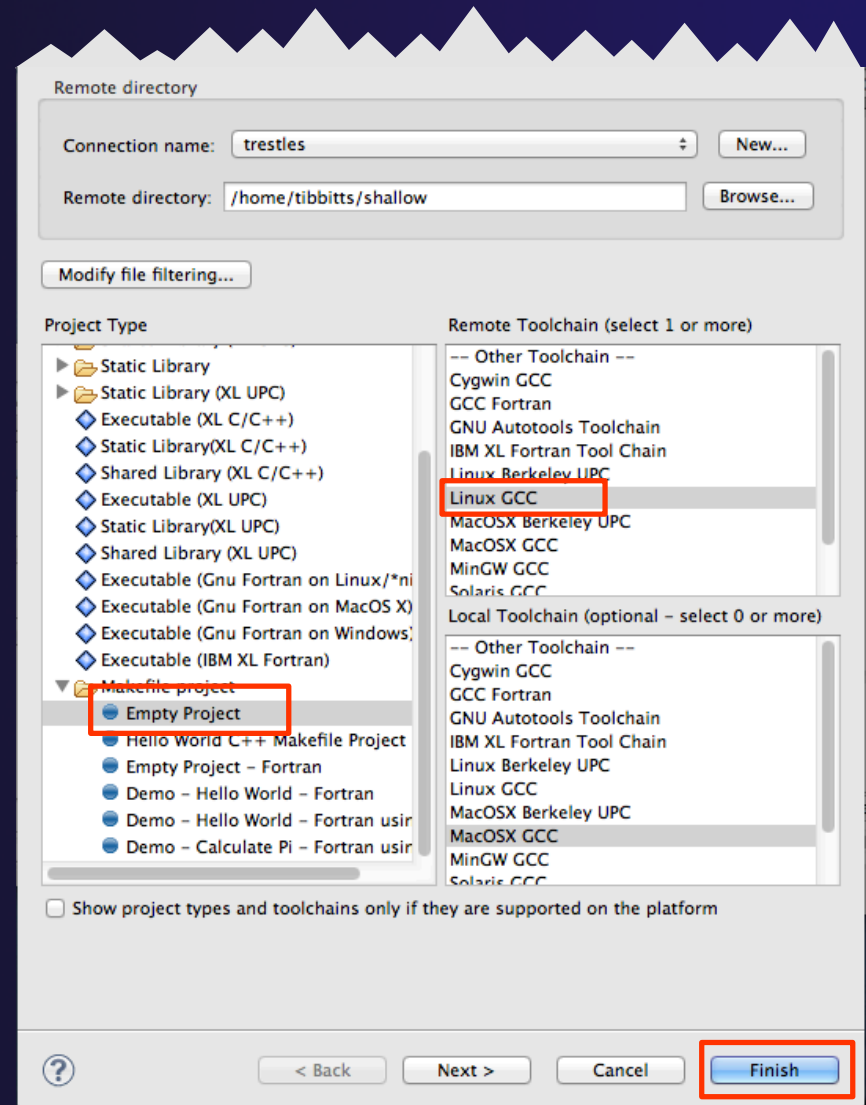 Remote directory
Connection name: trestles New...
Remote directory: /home/tibbitts/shallow Browse...
Modify file filtering...
Project Type
Static Library
Static Library (XL UPC)
Executable (XL C/C++)
Static Library(XL C/C++)
Shared Library (XL C/C++)
Executable (XL UPC)
Static Library(XL UPC)
Shared Library (XL UPC)
Executable (Gnu Fortran on Linux/*ni
Executable (Gnu Fortran on MacOS X)
Executable (Gnu Fortran on Windows)
Executable (IBM XL Fortran)
Makefile project
Empty Project
Hello World C++ Makefile Project
Empty Project – Fortran
Demo – Hello World – Fortran
Demo – Hello World – Fortran usin
Demo – Calculate Pi – Fortran usin
Remote Toolchain (select 1 or more)
-- Other Toolchain --
Cygwin GCC
GCC Fortran
GNU Autotools Toolchain
IBM XL Fortran Tool Chain
Linux Berkeley UPC
Linux GCC
MacOSX Berkeley UPC
MacOSX GCC
MinGW GCC
Solaris GCC
Local Toolchain (optional – select 0 or more)
-- Other Toolchain --
Cygwin GCC
GCC Fortran
GNU Autotools Toolchain
IBM XL Fortran Tool Chain
Linux Berkeley UPC
Linux GCC
MacOSX Berkeley UPC
MacOSX GCC
MinGW GCC
Solaris GCC
Show project types and toolchains only if they are supported on the platform
? < Back Next > Cancel Finish